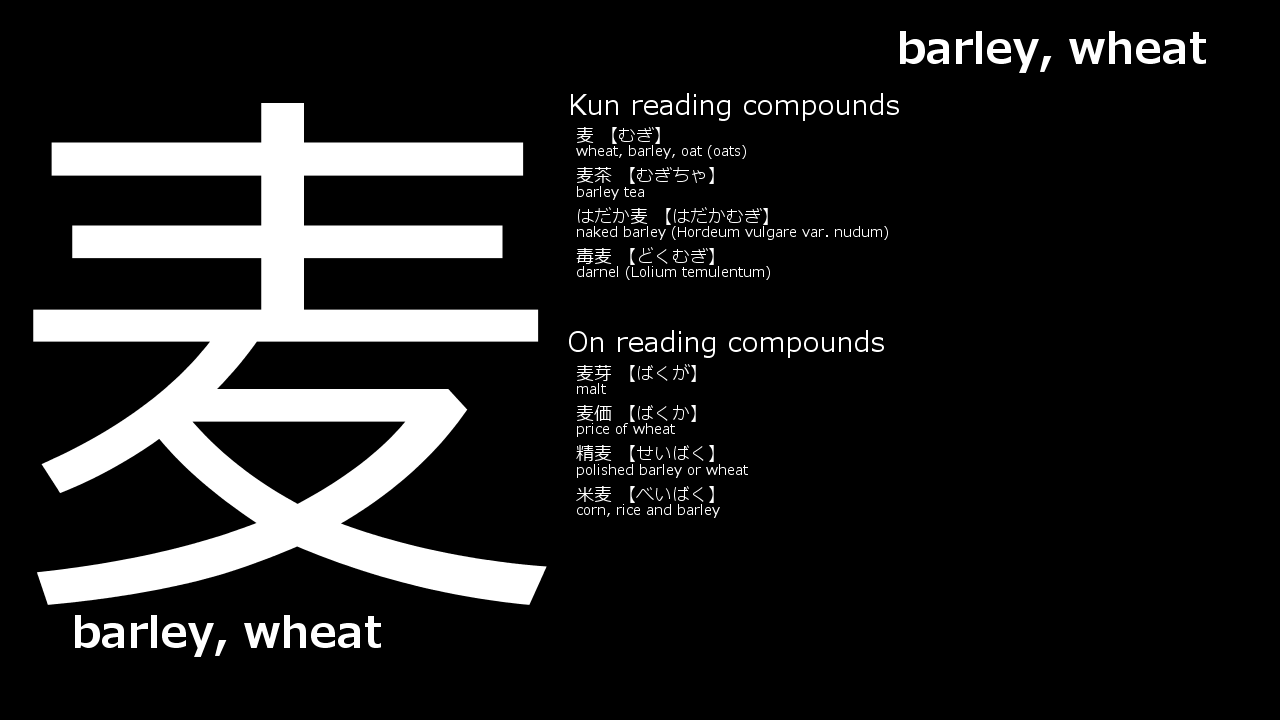 barley, wheat
麦
Kun reading compounds
麦 【むぎ】
wheat, barley, oat (oats)
麦茶 【むぎちゃ】
barley tea
はだか麦 【はだかむぎ】
naked barley (Hordeum vulgare var. nudum)
毒麦 【どくむぎ】
darnel (Lolium temulentum)
On reading compounds
麦芽 【ばくが】
malt
麦価 【ばくか】
price of wheat
精麦 【せいばく】
polished barley or wheat
米麦 【べいばく】
corn, rice and barley
barley, wheat